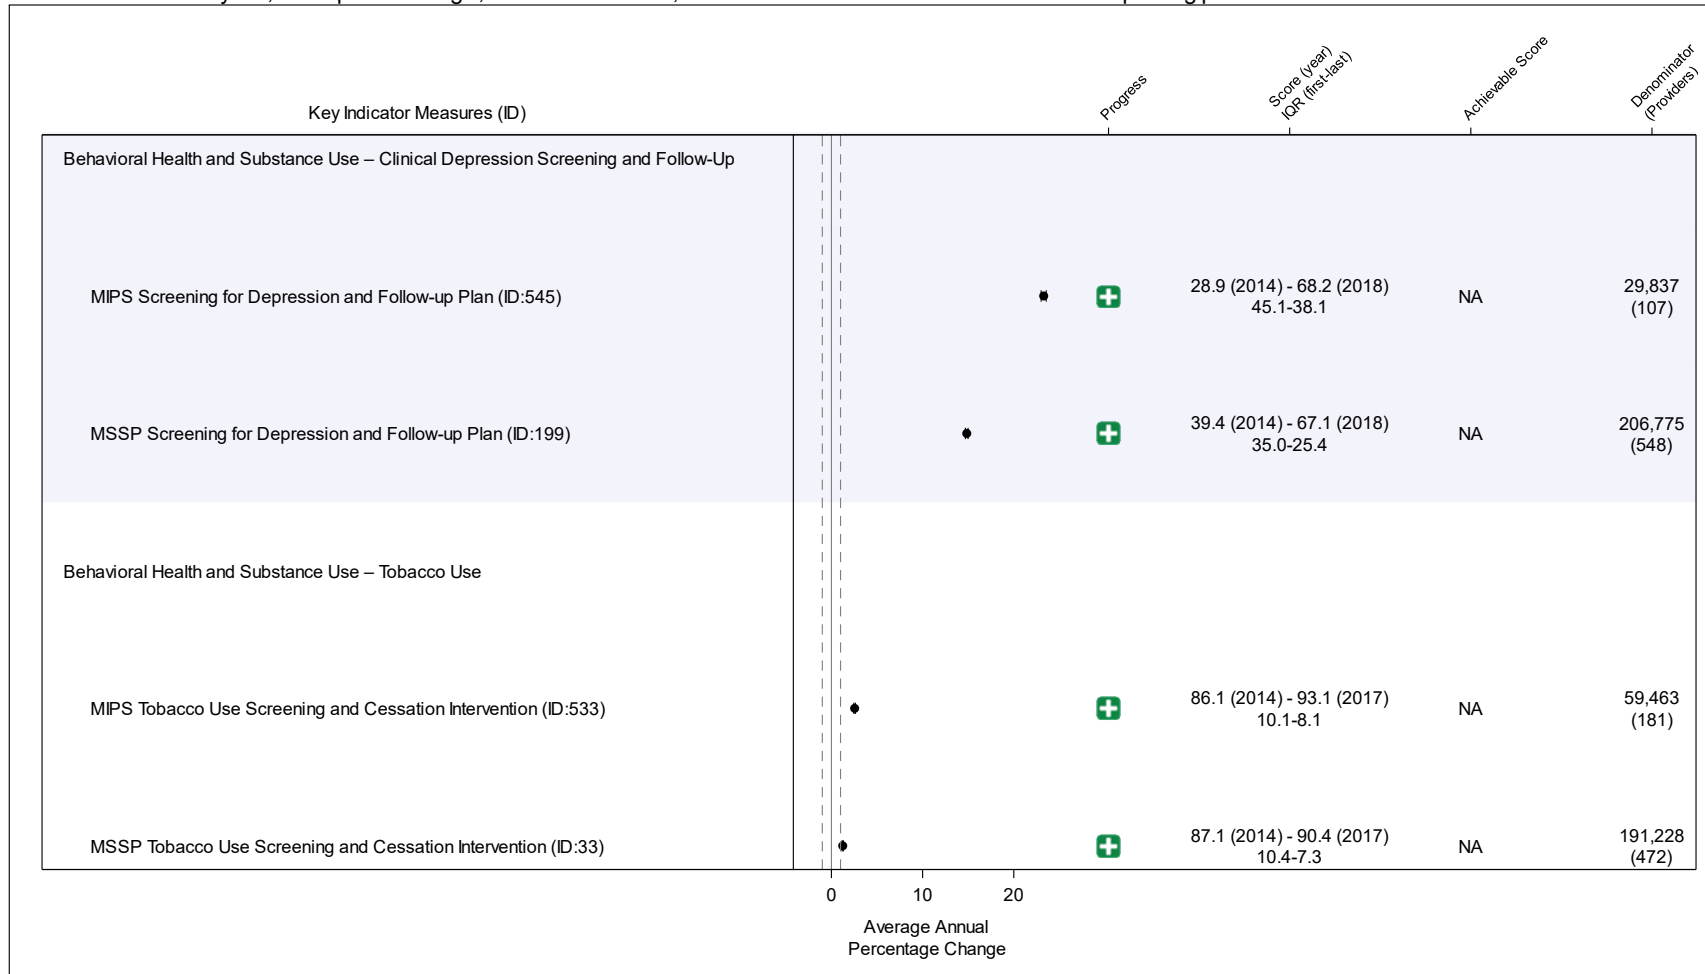 Progress
Score (year)
IQR (first-last)
Achievable Score
Denominator
(Providers)
Key Indicator Measures (ID)
Behavioral Health and Substance Use – Clinical Depression Screening and Follow-Up
MIPS Screening for Depression and Follow-up Plan (ID:545)
28.9 (2014) - 68.2 (2018)
45.1-38.1
NA
29,837
(107)
MSSP Screening for Depression and Follow-up Plan (ID:199)
39.4 (2014) - 67.1 (2018)
35.0-25.4
NA
206,775
(548)
Behavioral Health and Substance Use – Tobacco Use
MIPS Tobacco Use Screening and Cessation Intervention (ID:533)
86.1 (2014) - 93.1 (2017)
10.1-8.1
NA
59,463
(181)
MSSP Tobacco Use Screening and Cessation Intervention (ID:33)
87.1 (2014) - 90.4 (2017)
10.4-7.3
NA
191,228
(472)
0 10 20
Average Annual
Percentage Change